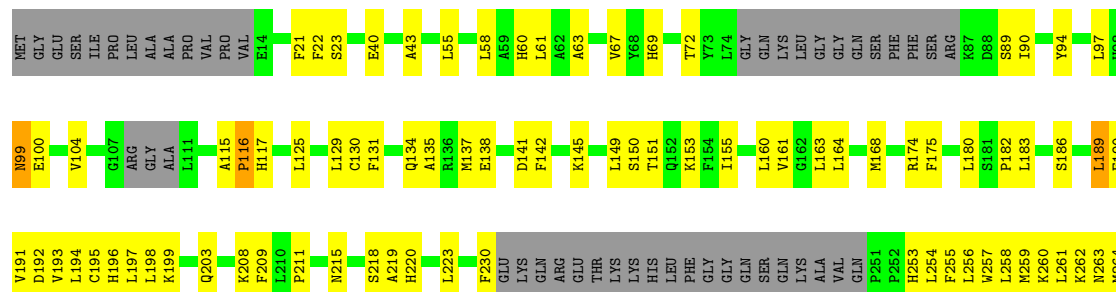 MET GLY GLU SER ILE PRO LEU ALA ALA PRO VAL PRO VAL E14 F21 F22 S23 E40 A43 L55 L58 A59 H60 L61 A62 A63 V67 Y68 H69 T72 Y73 L74 GLY GLN LYS LEU GLY GLY GLN SER PHE PHE SER ARG K87 D88 S89 I90 Y94 L97
N99 E100 V104 G107 ARG GLY ALA L111 A115 P116 H117 L125 L129 C130 F131 Q134 A135 R136 M137 E138 D141 F142 K145 L149 S150 T151 Q152 K153 F154 I155 L160 V161 G162 L163 L164 M168 R174 F175 L180 S181 P182 L183 S186 L189
V191 D192 V193 L194 C195 H196 L197 L198 K199 Q203 K208 F209 L210 P211 N215 S218 A219 H220 L223 F230 GLU LYS GLN ARG GLU THR LYS LYS HIS LEU PHE GLY GLY GLN SER GLN LYS ALA VAL GLN P251 P252 H253 L254 F255 L256 W257 L258 M259 K260 L261 K262 N263